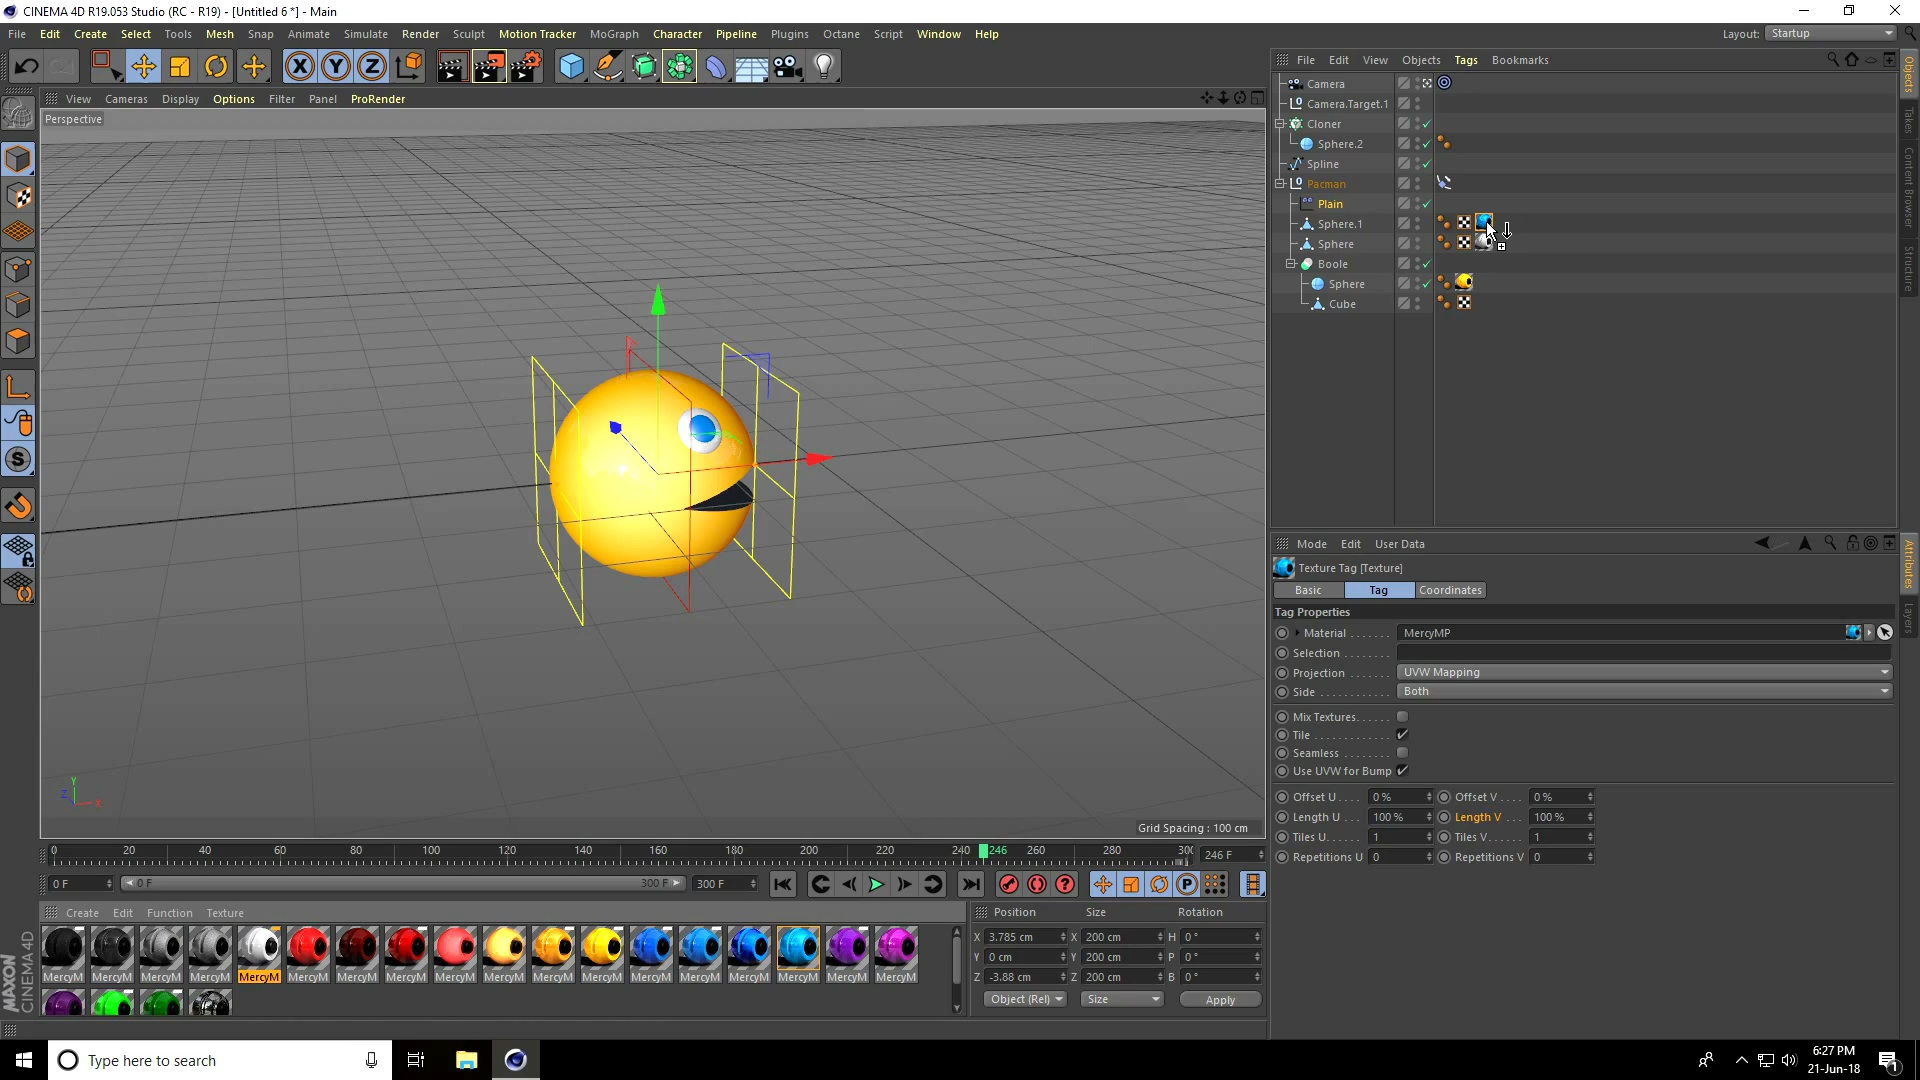 CINEMA 4D R19.053 Studio (RC - R19) - [Untitled 6 *] - Main
File Edit Create Select Tools Mesh Snap Animate Simulate Render Sculpt Motion Tracker MoGraph Character Pipeline Plugins Octane Script Window Help
Layout: Startup
File Edit View Objects Tags Bookmarks
View Cameras Display Options Filter Panel ProRender
Perspective
Camera
Camera.Target.1
Cloner
Sphere.2
Spline
Pacman
Plain
Sphere.1
Sphere
Boole
Sphere
Cube
Objects
Takes
Content Browser
Structure
Mode Edit User Data
Texture Tag [Texture]
Basic Tag Coordinates
Tag Properties
Material MercyMP
Selection
Projection UVW Mapping
Side Both
Mix Textures
Tile
Seamless
Use UVW for Bump
Offset U 0 % Offset V 0 %
Length U 100 % Length V 100 %
Tiles U 1 Tiles V 1
Repetitions U 0 Repetitions V 0
Attributes
Layers
Y
Z X
Grid Spacing : 100 cm
0 20 40 60 80 100 120 140 160 180 200 220 240 246 260 280 300
246 F
0 F 0 F 300 F 300 F
Create Edit Function Texture
MercyM MercyM MercyM MercyM MercyM MercyM MercyM MercyM MercyM MercyM MercyM MercyM MercyM MercyM MercyM MercyM MercyM MercyM
Position Size Rotation
X 3.785 cm X 200 cm H 0 °
Y 0 cm Y 200 cm P 0 °
Z -3.88 cm Z 200 cm B 0 °
Object (Rel) Size Apply
MAXON
CINEMA 4D
Type here to search
6:27 PM
21-Jun-18
1